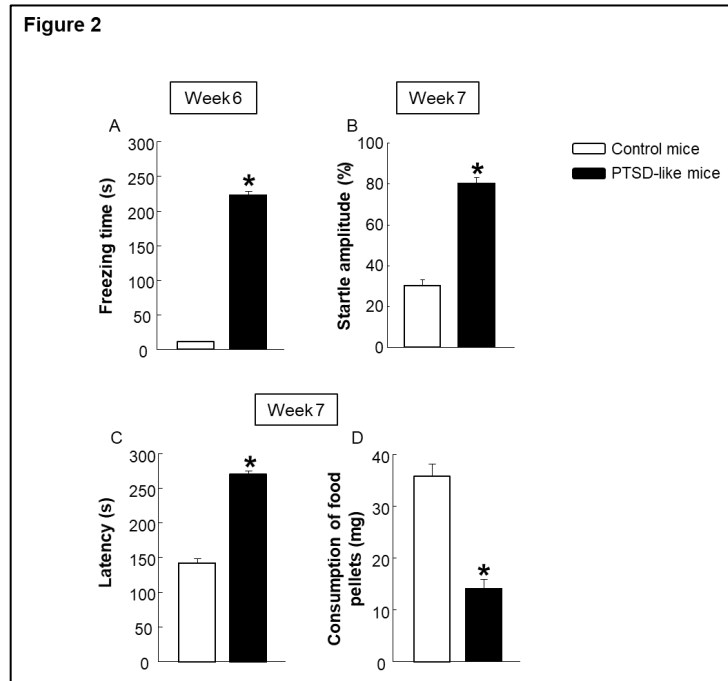 Figure 2
Week 6
Week 7
A
Freezing time (s)
300
250
200
150
100
50
0
*
B
Startle amplitude (%)
100
80
60
40
20
0
*
Control mice
PTSD-like mice
Week 7
C
Latency (s)
300
250
200
150
100
50
0
*
D
Consumption of food
pellets (mg)
40
30
20
10
0
*